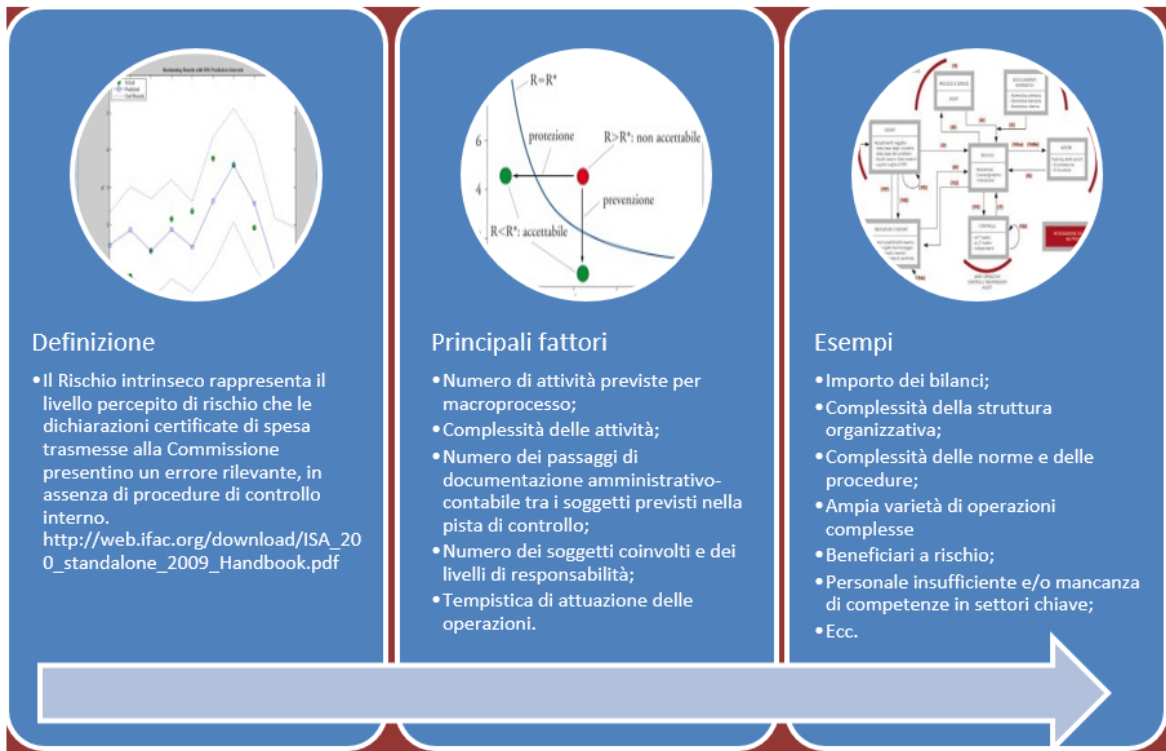 Actual
Predicted
R=R*
6
protezione
R>R*: non accettabile
4
prevenzione
R<R*: accettabile
Definizione
•Il Rischio intrinseco rappresenta il
livello percepito di rischio che le
dichiarazioni certificate di spesa
trasmesse alla Commissione
presentino un errore rilevante, in
assenza di procedure di controllo
interno.
http://web.ifac.org/download/ISA_20
0_standalone_2009_Handbook.pdf
Principali fattori
•Numero di attività previste per
macroprocesso;
•Complessità delle attività;
•Numero dei passaggi di
documentazione amministrativo-
contabile tra i soggetti previsti nella
pista di controllo;
•Numero dei soggetti coinvolti e dei
livelli di responsabilità;
•Tempistica di attuazione delle
operazioni.
Esempi
•Importo dei bilanci;
•Complessità della struttura
organizzativa;
•Complessità delle norme e delle
procedure;
•Ampia varietà di operazioni
complesse
•Beneficiari a rischio;
•Personale insufficiente e/o mancanza
di competenze in settori chiave;
•Ecc.